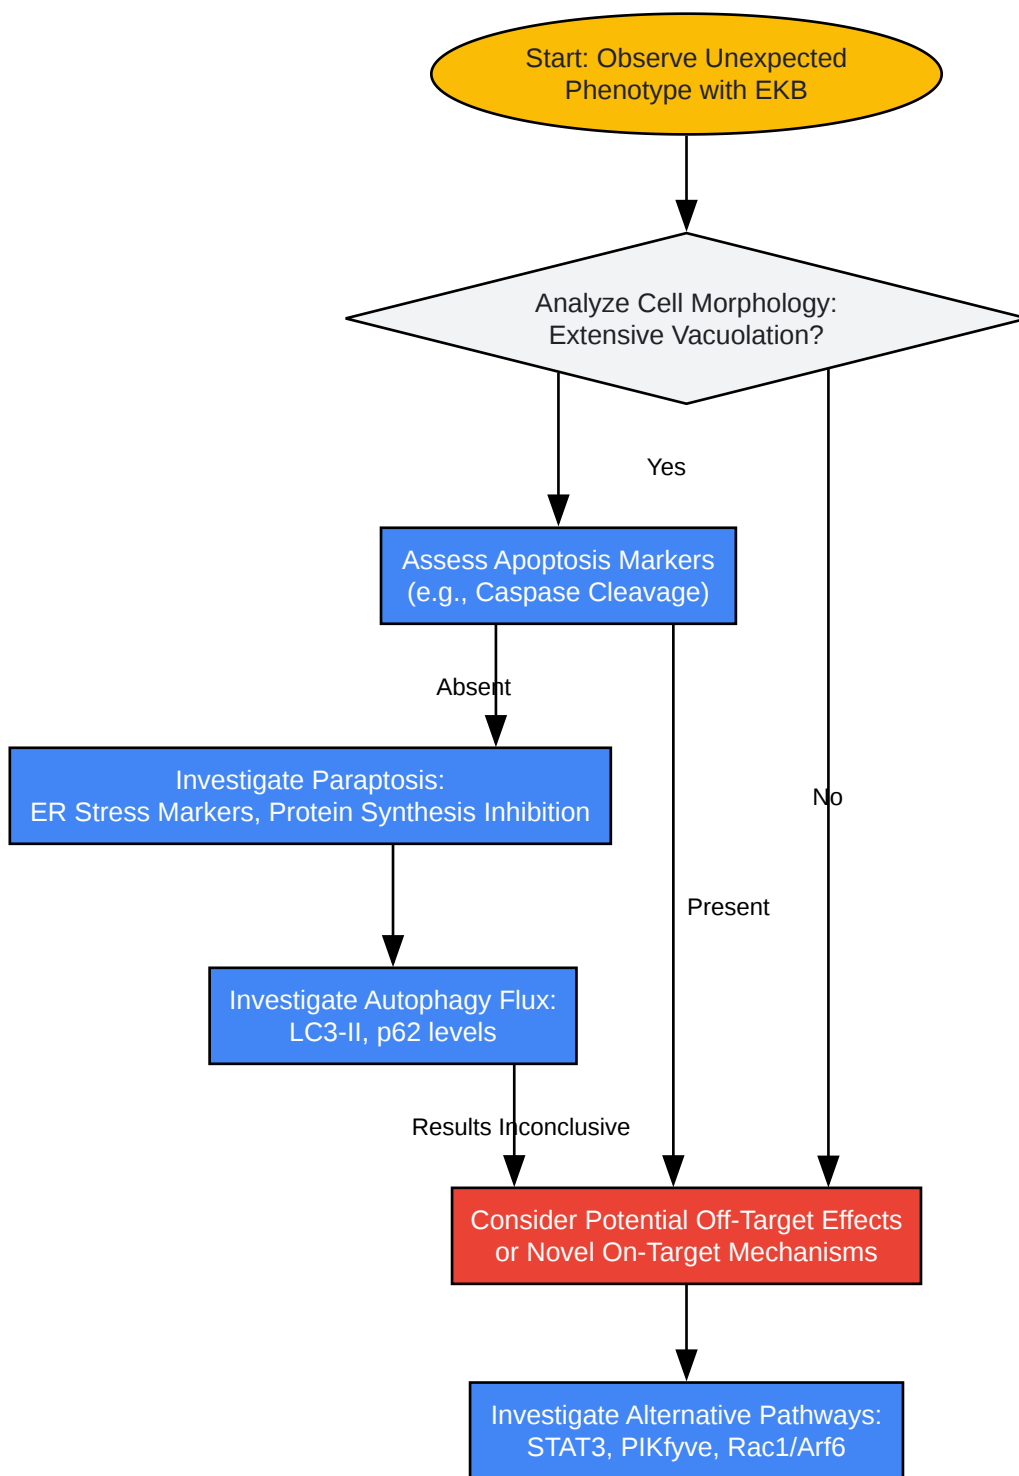 Start: Observe Unexpected
Phenotype with EKB
Analyze Cell Morphology:
Extensive Vacuolation?
Yes
Assess Apoptosis Markers
(e.g., Caspase Cleavage)
Absent
Investigate Paraptosis:
ER Stress Markers, Protein Synthesis Inhibition
No
Present
Investigate Autophagy Flux:
LC3-II, p62 levels
Results Inconclusive
Consider Potential Off-Target Effects
or Novel On-Target Mechanisms
Investigate Alternative Pathways:
STAT3, PIKfyve, Rac1/Arf6